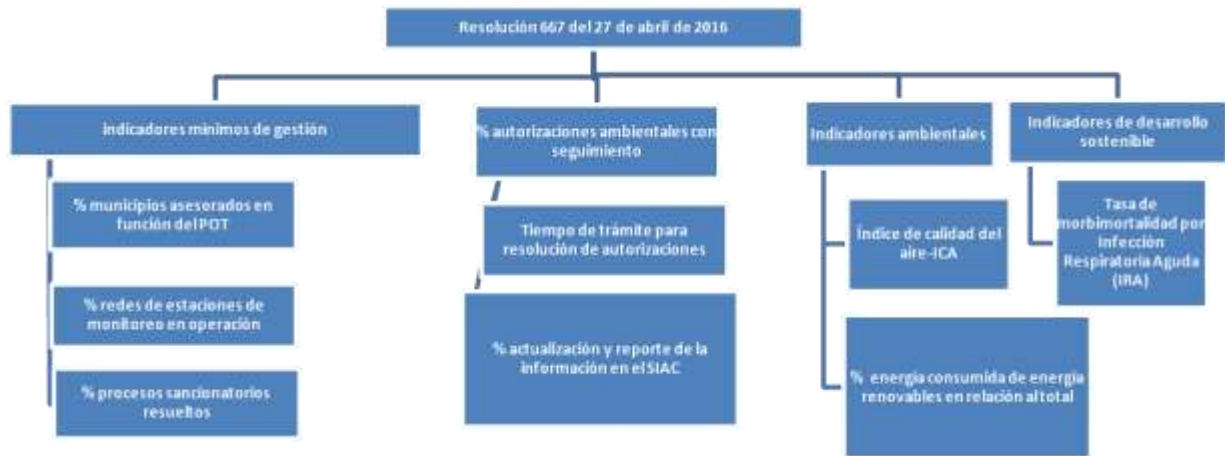 Resolución 667 del 27 de abril de 2016
Indicadores mínimos de gestión
% municipios asesorados en
función del POT
% redes de estaciones de
monitoreo en operación
% procesos sancionatorios
resueltos
% autorizaciones ambientales con
seguimiento
Tiempo de trámite para
resolución de autorizaciones
% actualización y reporte de la
información en el SIAC
Indicadores ambientales
Índice de calidad del
aire-ICA
% energía consumida de energía
renovables en relación al total
Indicadores de desarrollo
sostenible
Tasa de
morbimortalidad por
Infección
Respiratoria Aguda
(IRA)